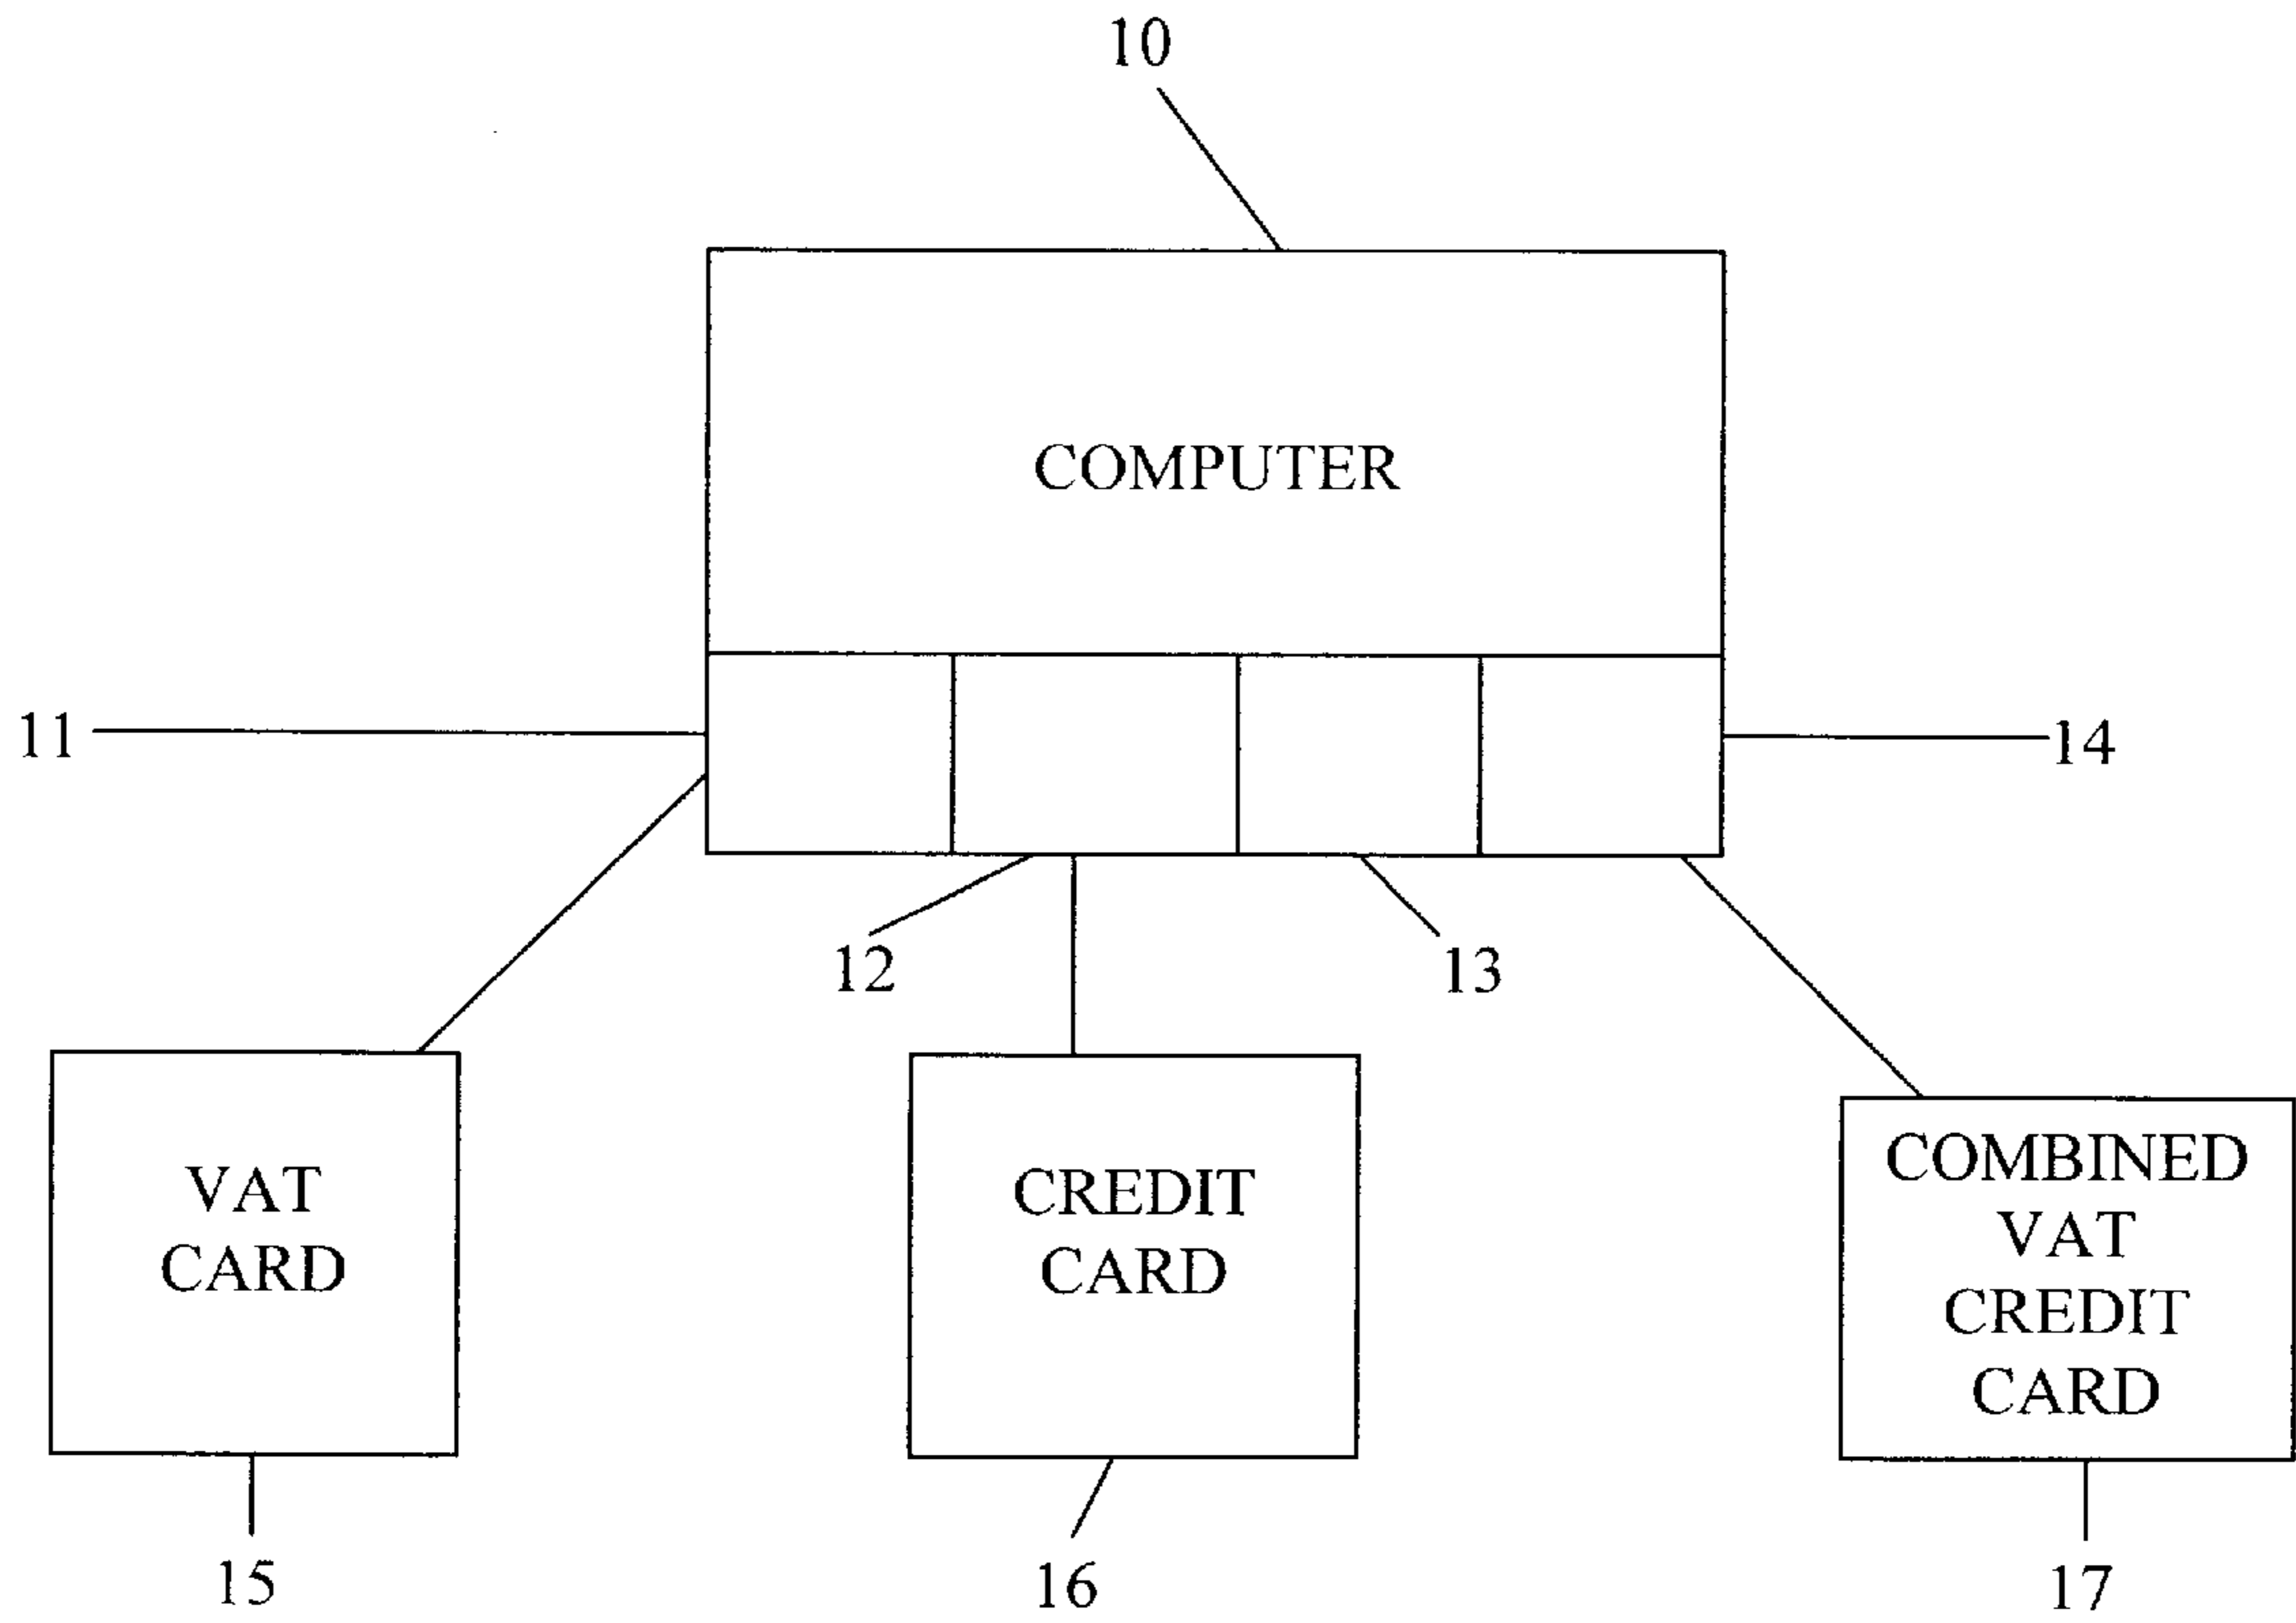 10
COMPUTER
11
14
12
13
VAT
CARD
CREDIT
CARD
COMBINED
VAT
CREDIT
CARD
15
16
17